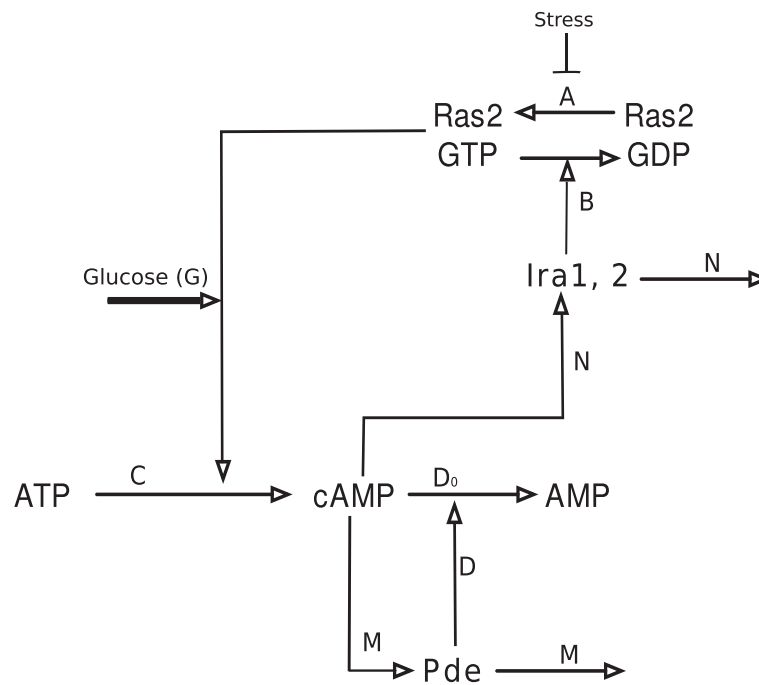 Stress
A
Ras2 Ras2
GTP GDP
B
Glucose (G)
Ira1, 2 N
N
C D₀
ATP cAMP AMP
D
M M
Pde